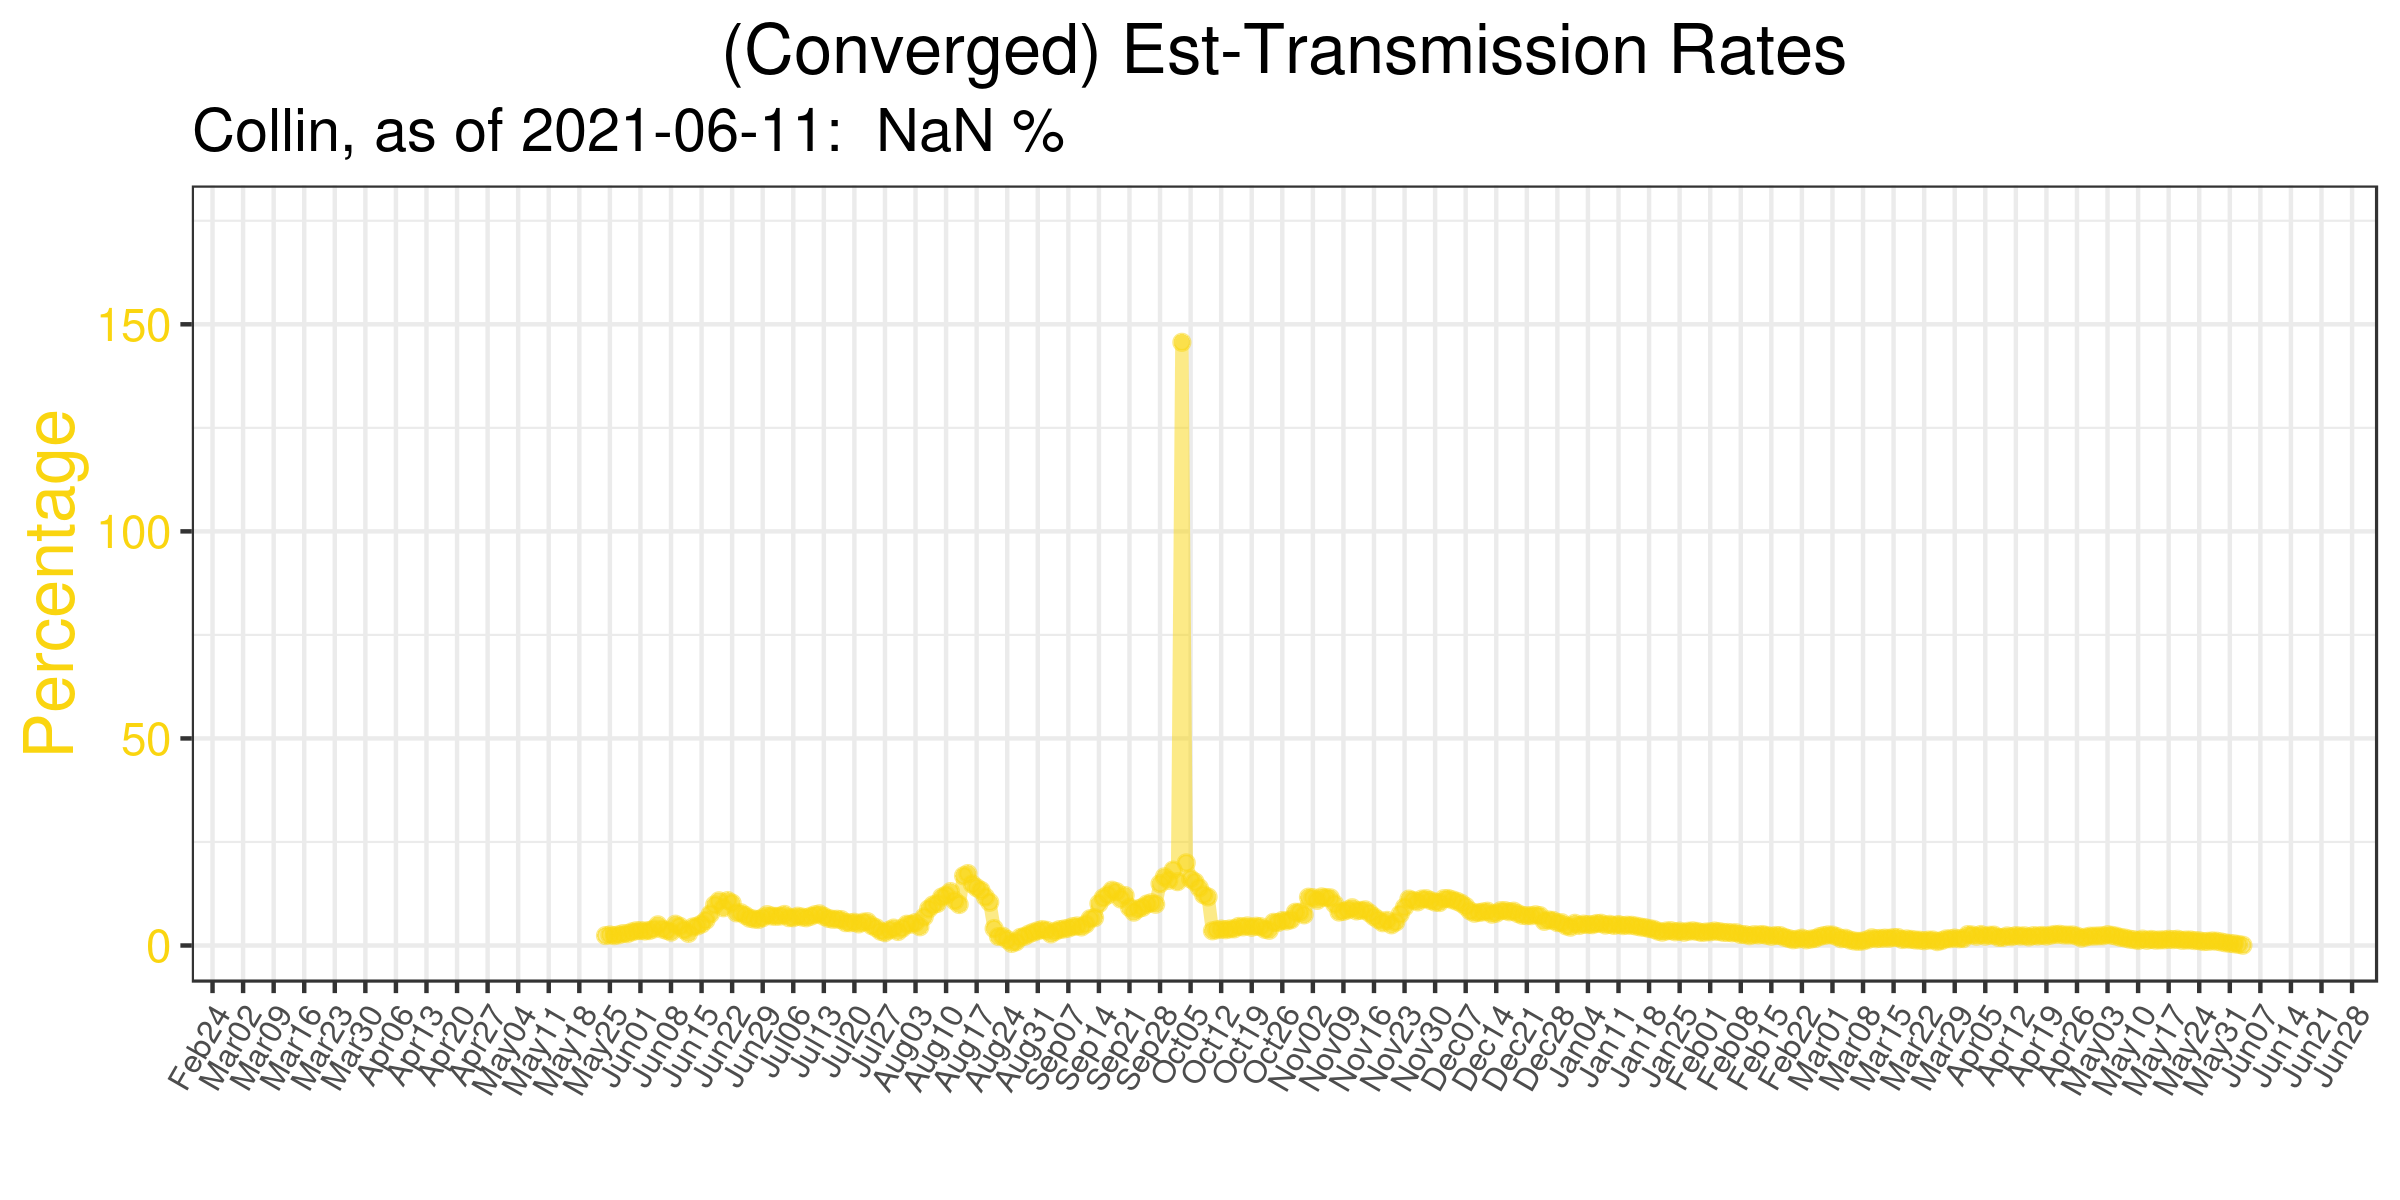 (Converged) Est-Transmission Rates
Collin, as of 2021-06-11:  NaN %
Percentage
150
100
50
0
Feb24
Mar02
Mar09
Mar16
Mar23
Mar30
Apr06
Apr13
Apr20
Apr27
May04
May11
May18
May25
Jun01
Jun08
Jun15
Jun22
Jun29
Jul06
Jul13
Jul20
Jul27
Aug03
Aug10
Aug17
Aug24
Aug31
Sep07
Sep14
Sep21
Sep28
Oct05
Oct12
Oct19
Oct26
Nov02
Nov09
Nov16
Nov23
Nov30
Dec07
Dec14
Dec21
Dec28
Jan04
Jan11
Jan18
Jan25
Feb01
Feb08
Feb15
Feb22
Mar01
Mar08
Mar15
Mar22
Mar29
Apr05
Apr12
Apr19
Apr26
May03
May10
May17
May24
May31
Jun07
Jun14
Jun21
Jun28